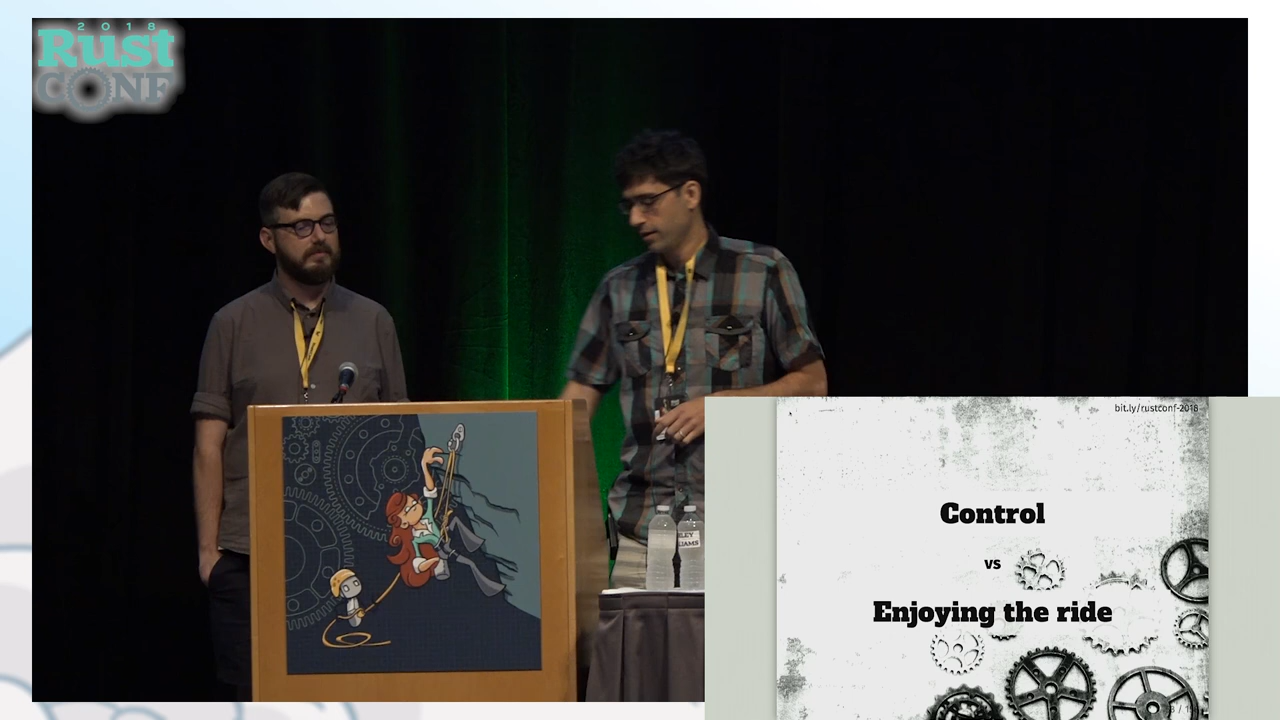 2018
Rust
CONF
bit.ly/rustconf-2018
Control
vs
Enjoying the ride